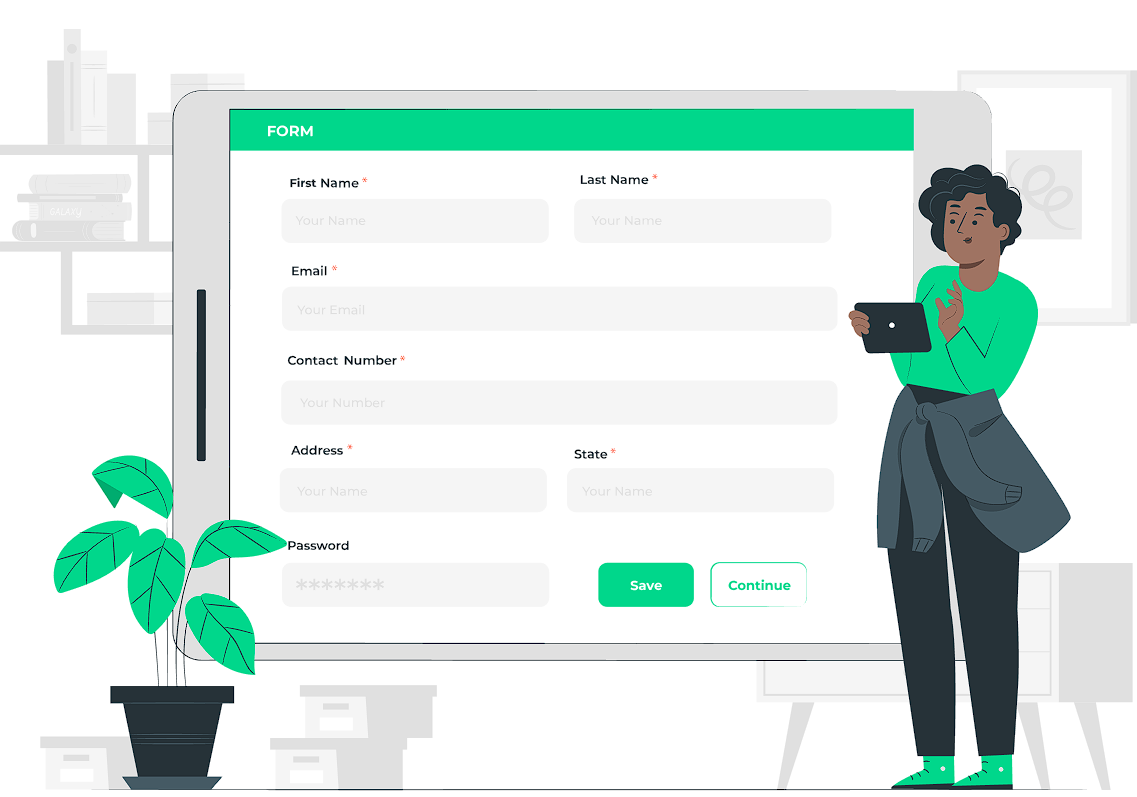 FORM
First Name * Last Name *
Your Name Your Name
Email *
Your Email
Contact Number *
Your Number
Address * State *
Your Name Your Name
Password
******* Save Continue
GALAXY